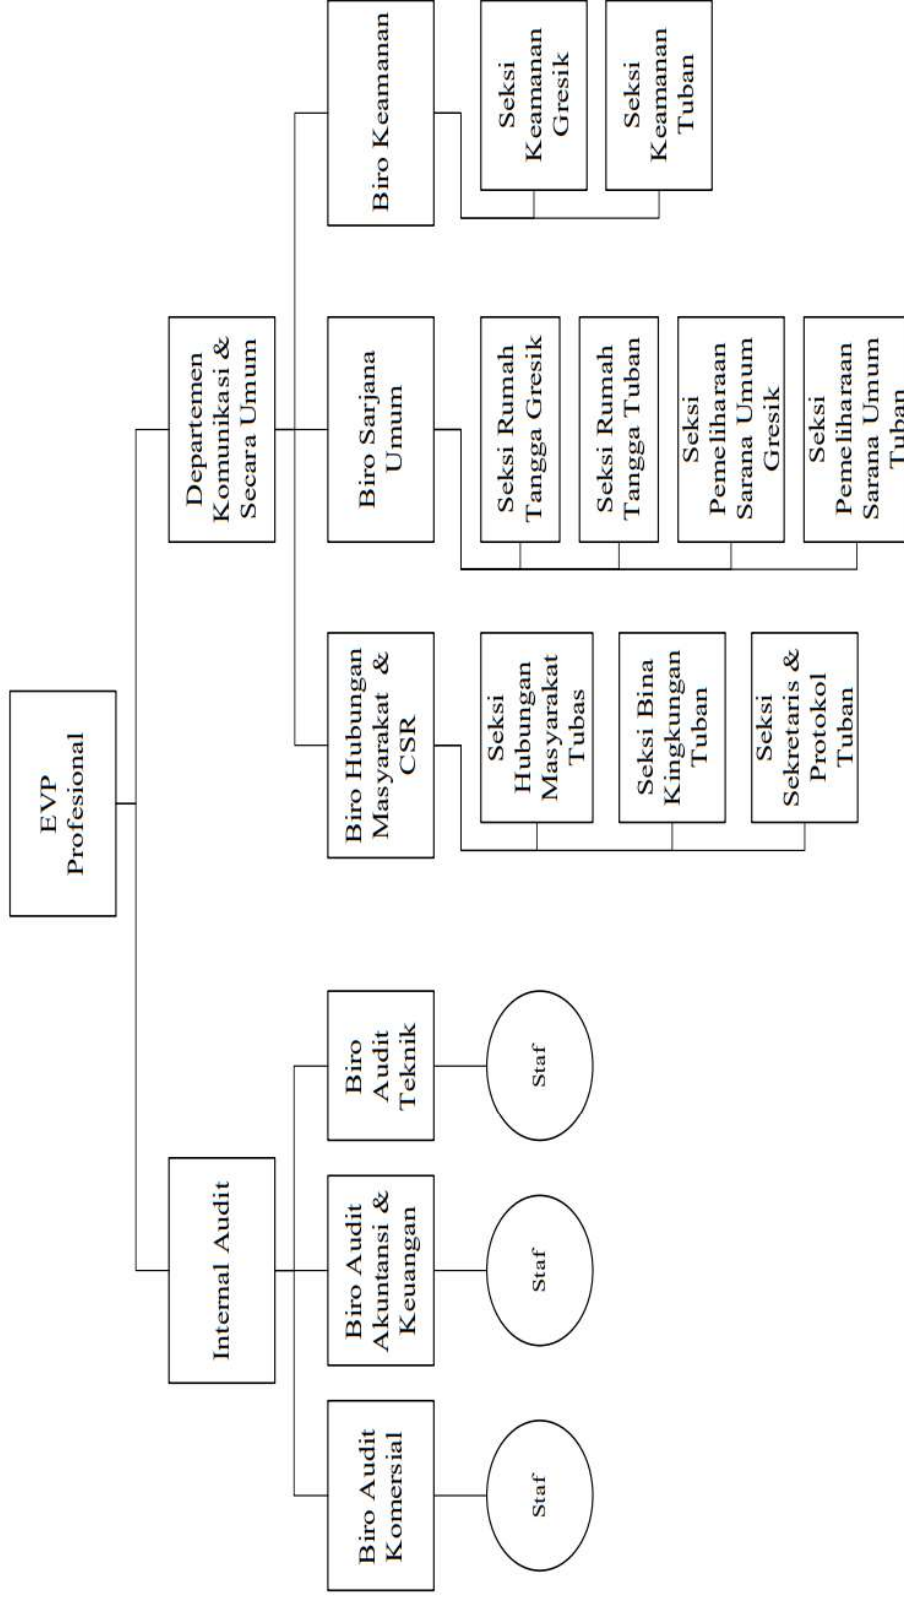 EVP
Profesional
Internal Audit
Departemen
Komunikasi &
Secara Umum
Biro Audit
Komersial
Biro Audit
Akuntansi &
Keuangan
Biro
Audit
Teknik
Biro Hubungan
Masyarakat &
CSR
Biro Sarjana
Umum
Biro Keamanan
Staf
Staf
Staf
Seksi
Hubungan
Masyarakat
Tubas
Seksi Bina
Kingkungan
Tuban
Seksi
Sekretaris &
Protokol
Tuban
Seksi Rumah
Tangga Gresik
Seksi Rumah
Tangga Tuban
Seksi
Pemeliharaan
Sarana Umum
Gresik
Seksi
Pemeliharaan
Sarana Umum
Tuban
Seksi
Keamanan
Gresik
Seksi
Keamanan
Tuban